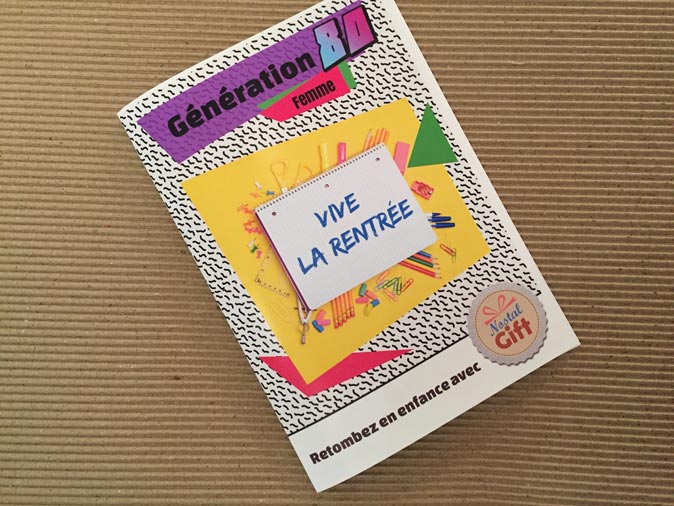 Génération 80
Femme
VIVE
LA RENTRÉE
Nostal
Gift
Retombez en enfance avec